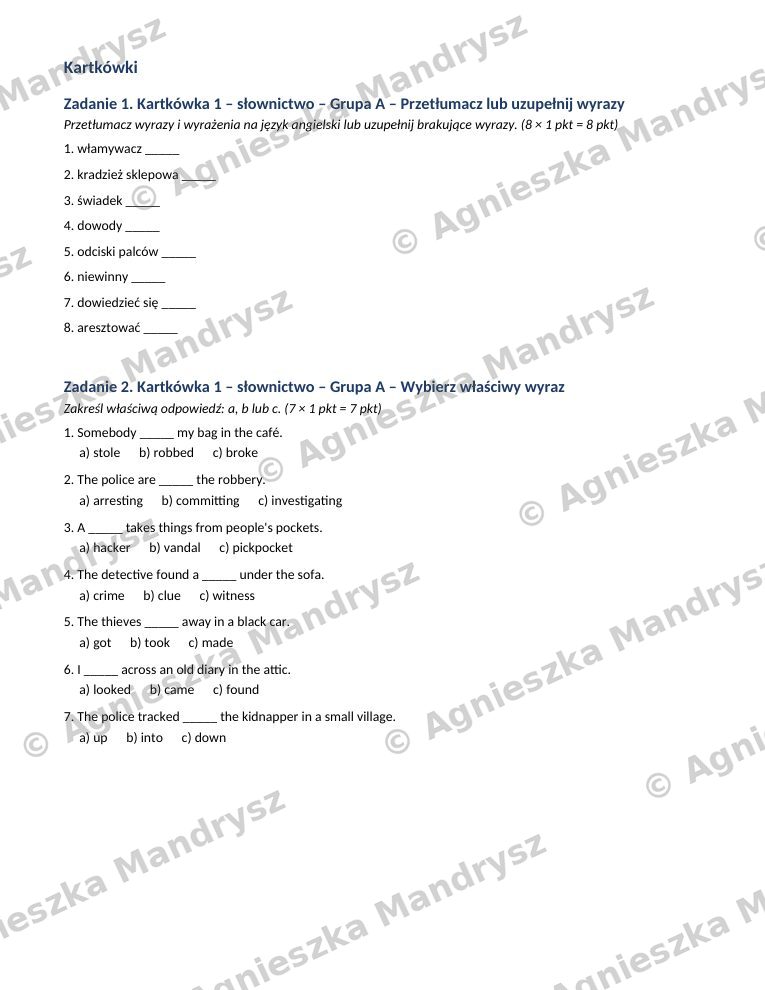 Kartkówki
Zadanie 1. Kartkówka 1 – słownictwo – Grupa A – Przetłumacz lub uzupełnij wyrazy
Przetłumacz wyrazy i wyrażenia na język angielski lub uzupełnij brakujące wyrazy. (8 × 1 pkt = 8 pkt)
1. włamywacz _____
2. kradzież sklepowa _____
3. świadek _____
4. dowody _____
5. odciski palców _____
6. niewinny _____
7. dowiedzieć się _____
8. aresztować _____
Zadanie 2. Kartkówka 1 – słownictwo – Grupa A – Wybierz właściwy wyraz
Zakreśl właściwą odpowiedź: a, b lub c. (7 × 1 pkt = 7 pkt)
1. Somebody _____ my bag in the café.
a) stole b) robbed c) broke
2. The police are _____ the robbery.
a) arresting b) committing c) investigating
3. A _____ takes things from people's pockets.
a) hacker b) vandal c) pickpocket
4. The detective found a _____ under the sofa.
a) crime b) clue c) witness
5. The thieves _____ away in a black car.
a) got b) took c) made
6. I _____ across an old diary in the attic.
a) looked b) came c) found
7. The police tracked _____ the kidnapper in a small village.
a) up b) into c) down
© Agnieszka Mandrysz